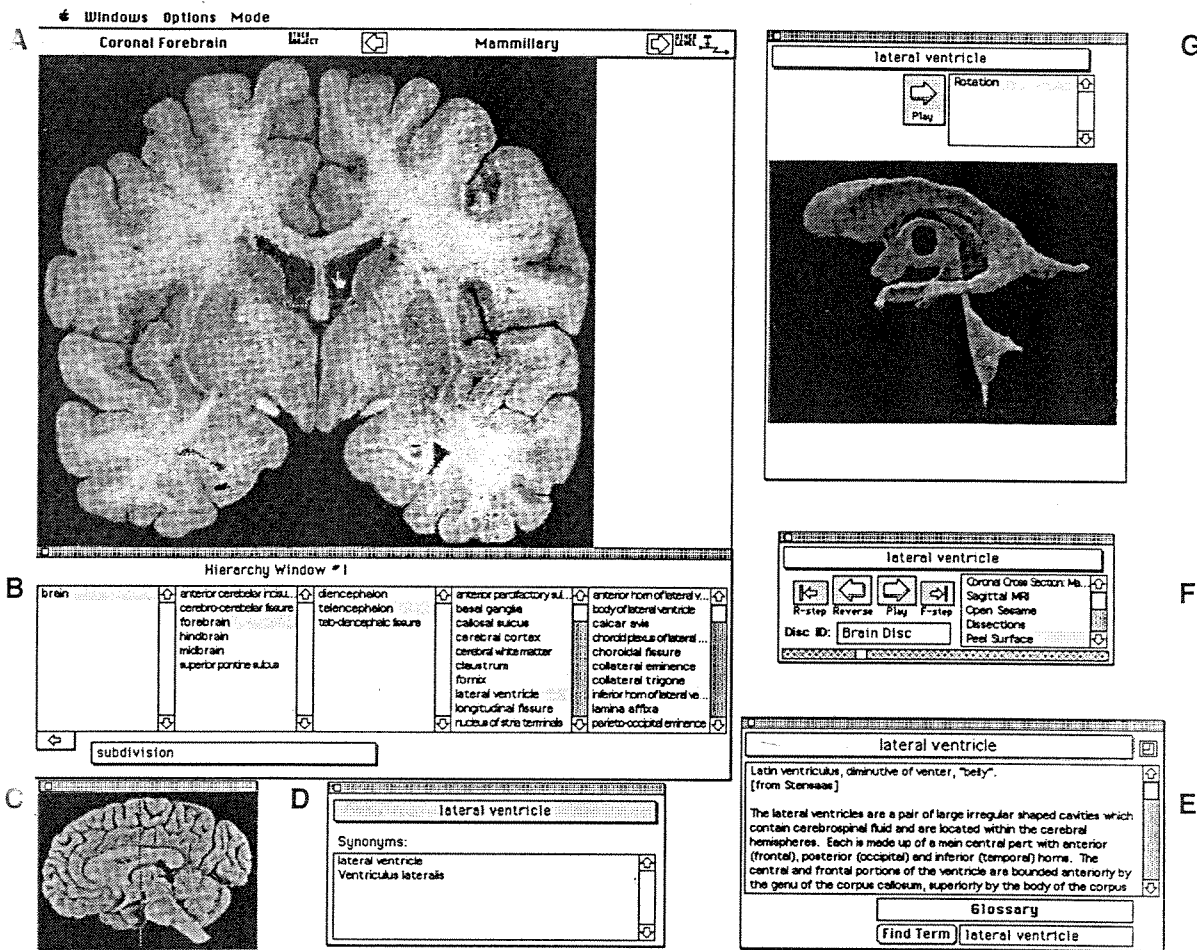 Windows Options Mode
A
Coronal Forebrain
OTHER
OBJECT
Mammillary
OTHER
LEVEL
B
Hierarchy Window #1
brain
anterior cerebellar incisu...
cerebro-cerebellar fissure
forebrain
hindbrain
midbrain
superior pontine sulcus
diencephalon
telencephalon
telo-diencephalic fissure
anterior parolfactory sul...
basal ganglia
callosal sulcus
cerebral cortex
cerebral white matter
claustrum
fornix
lateral ventricle
longitudinal fissure
nucleus of stria terminalis
anterior horn of lateral v...
body of lateral ventricle
calcar avis
choroid plexus of lateral ...
choroidal fissure
collateral eminence
collateral trigone
inferior horn of lateral ve...
lamina affixa
parieto-occipital eminence
subdivision
C
D
lateral ventricle
Synonyms:
lateral ventricle
Ventriculus lateralis
G
lateral ventricle
Play
Rotation
F
lateral ventricle
R-step Reverse Play F-step
Disc ID: Brain Disc
Coronal Cross Section: Ma...
Sagittal MRI
Open Sesame
Dissections
Peel Surface
E
lateral ventricle
Latin ventriculus, diminutive of venter, "belly".
[from Stensaas]
The lateral ventricles are a pair of large irregular shaped cavities which
contain cerebrospinal fluid and are located within the cerebral
hemispheres. Each is made up of a main central part with anterior
(frontal), posterior (occipital) and inferior (temporal) horns. The
central and frontal portions of the ventricle are bounded anteriorly by
the genu of the corpus callosum, superiorly by the body of the corpus
Glossary
Find Term lateral ventricle